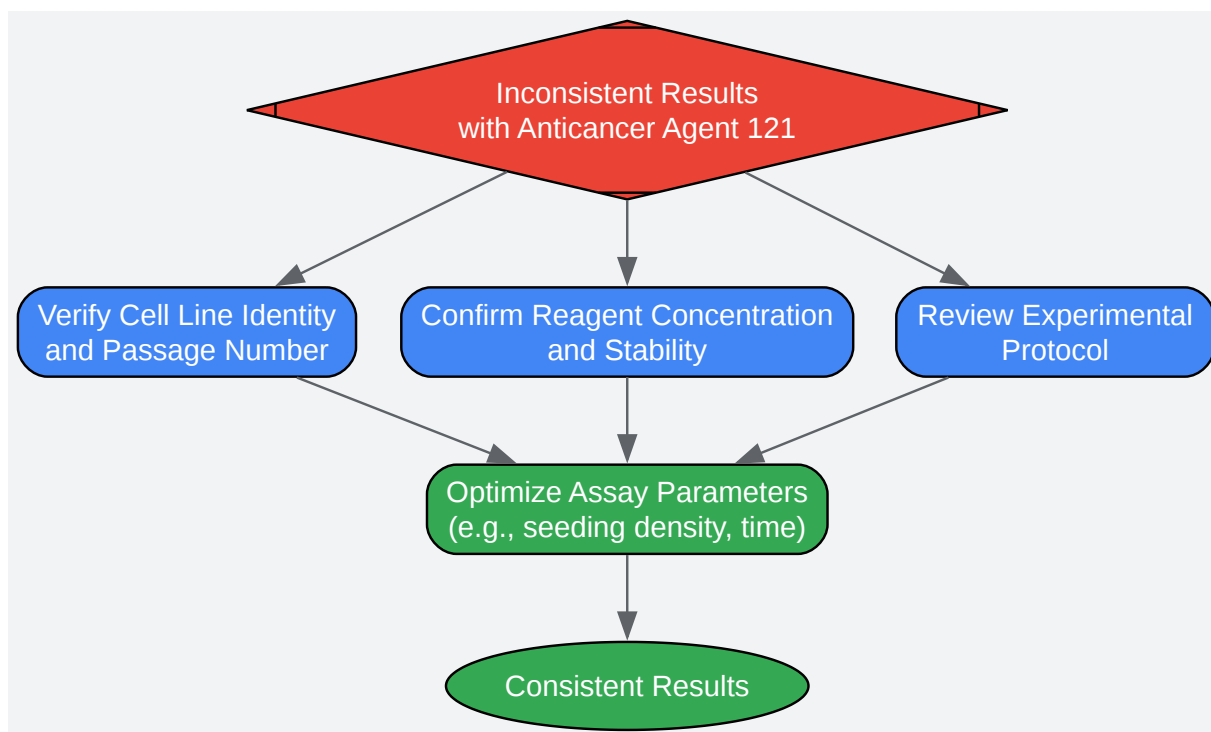 Inconsistent Results
with Anticancer Agent 121
Verify Cell Line Identity
and Passage Number
Confirm Reagent Concentration
and Stability
Review Experimental
Protocol
Optimize Assay Parameters
(e.g., seeding density, time)
Consistent Results